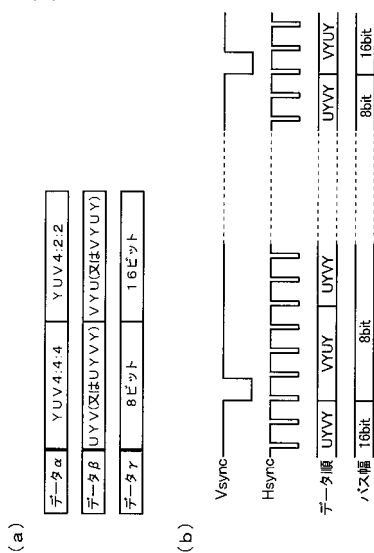 (a)
データα YUV4:4:4 YUV4:2:2
データβ UYV(又はUYVY) VYU(又はVYUY)
データγ 8ビット 16ビット
(b)
Vsync
Hsync
データ順 UYVY VYUY UYVY UYVY VYUY
バス幅 16bit 8bit 8bit 16bit